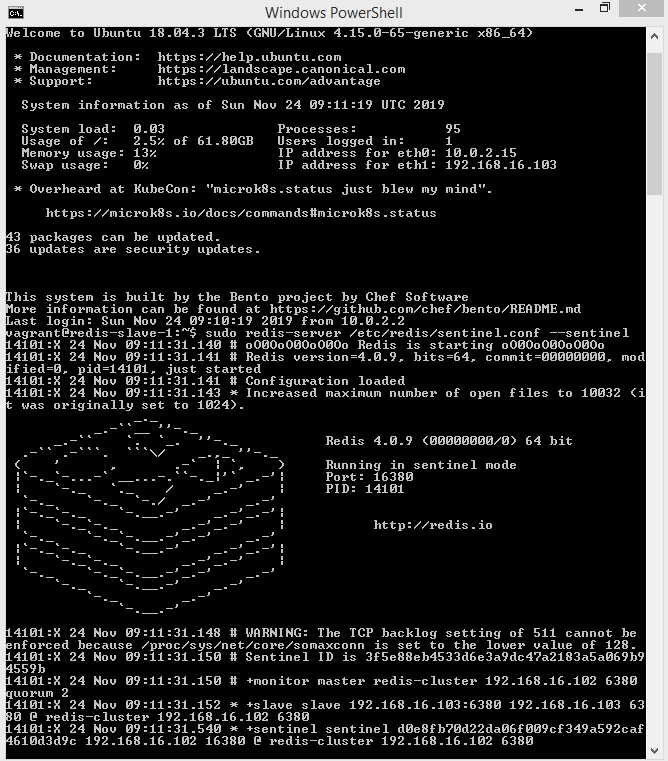 Windows PowerShell
Welcome to Ubuntu 18.04.3 LTS (GNU/Linux 4.15.0-65-generic x86_64)
* Documentation:  https://help.ubuntu.com
* Management:     https://landscape.canonical.com
* Support:        https://ubuntu.com/advantage
System information as of Sun Nov 24 09:11:19 UTC 2019
System load:  0.03               Processes:             95
Usage of /:   2.5% of 61.80GB   Users logged in:       1
Memory usage: 13%                IP address for eth0: 10.0.2.15
Swap usage:   0%                 IP address for eth1: 192.168.16.103
* Overheard at KubeCon: "microk8s.status just blew my mind".
https://microk8s.io/docs/commands#microk8s.status
43 packages can be updated.
36 updates are security updates.
This system is built by the Bento project by Chef Software
More information can be found at https://github.com/chef/bento/README.md
Last login: Sun Nov 24 09:10:19 2019 from 10.0.2.2
vagrant@redis-slave-1:~$ sudo redis-server /etc/redis/sentinel.conf --sentinel
14101:X 24 Nov 09:11:31.140 # oO0OoO0OoO0Oo Redis is starting oO0OoO0OoO0Oo
14101:X 24 Nov 09:11:31.141 # Redis version=4.0.9, bits=64, commit=00000000, mod
ified=0, pid=14101, just started
14101:X 24 Nov 09:11:31.141 # Configuration loaded
14101:X 24 Nov 09:11:31.143 * Increased maximum number of open files to 10032 (i
t was originally set to 1024).
Redis 4.0.9 (00000000/0) 64 bit
Running in sentinel mode
Port: 16380
PID: 14101
http://redis.io
14101:X 24 Nov 09:11:31.148 # WARNING: The TCP backlog setting of 511 cannot be
enforced because /proc/sys/net/core/somaxconn is set to the lower value of 128.
14101:X 24 Nov 09:11:31.150 # Sentinel ID is 3f5e88eb4533d6e3a9dc47a2183a5a069b9
4559b
14101:X 24 Nov 09:11:31.150 # +monitor master redis-cluster 192.168.16.102 6380
quorum 2
14101:X 24 Nov 09:11:31.152 * +slave slave 192.168.16.103:6380 192.168.16.103 63
80 @ redis-cluster 192.168.16.102 6380
14101:X 24 Nov 09:11:31.540 * +sentinel sentinel d0e8fb70d22da06f009cf349a592caf
4610d3d9c 192.168.16.102 16380 @ redis-cluster 192.168.16.102 6380